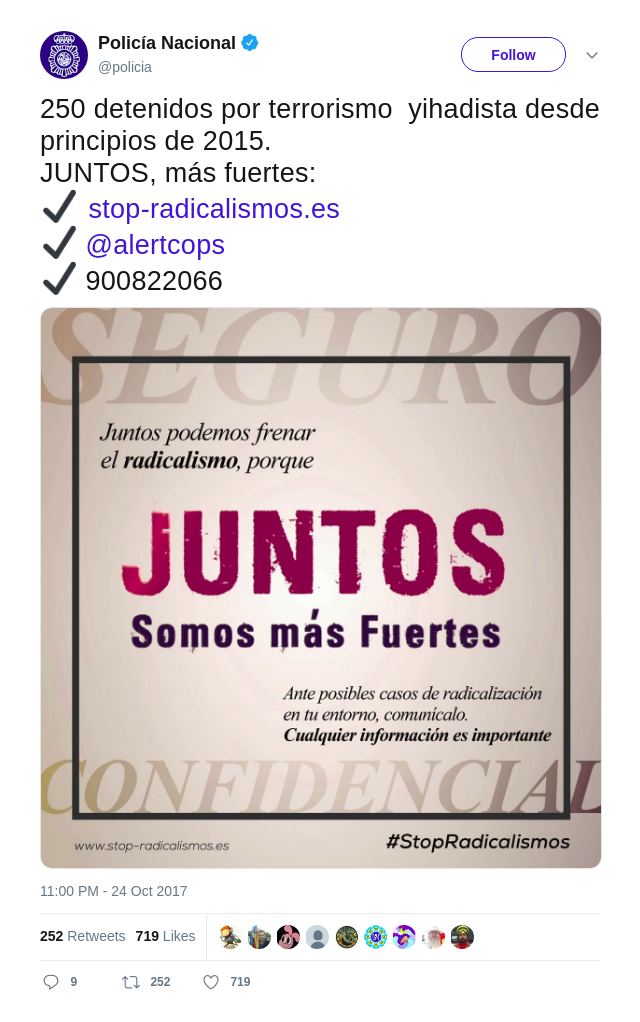 Policía Nacional
@policia
Follow
250 detenidos por terrorismo  yihadista desde
principios de 2015.
JUNTOS, más fuertes:
✔ stop-radicalismos.es
✔ @alertcops
✔ 900822066
SEGURO
Juntos podemos frenar
el radicalismo, porque
JUNTOS
Somos más Fuertes
Ante posibles casos de radicalización
en tu entorno, comunícalo.
Cualquier información es importante
CONFIDENCIAL
www.stop-radicalismos.es
#StopRadicalismos
11:00 PM - 24 Oct 2017
252 Retweets 719 Likes
9 252 719